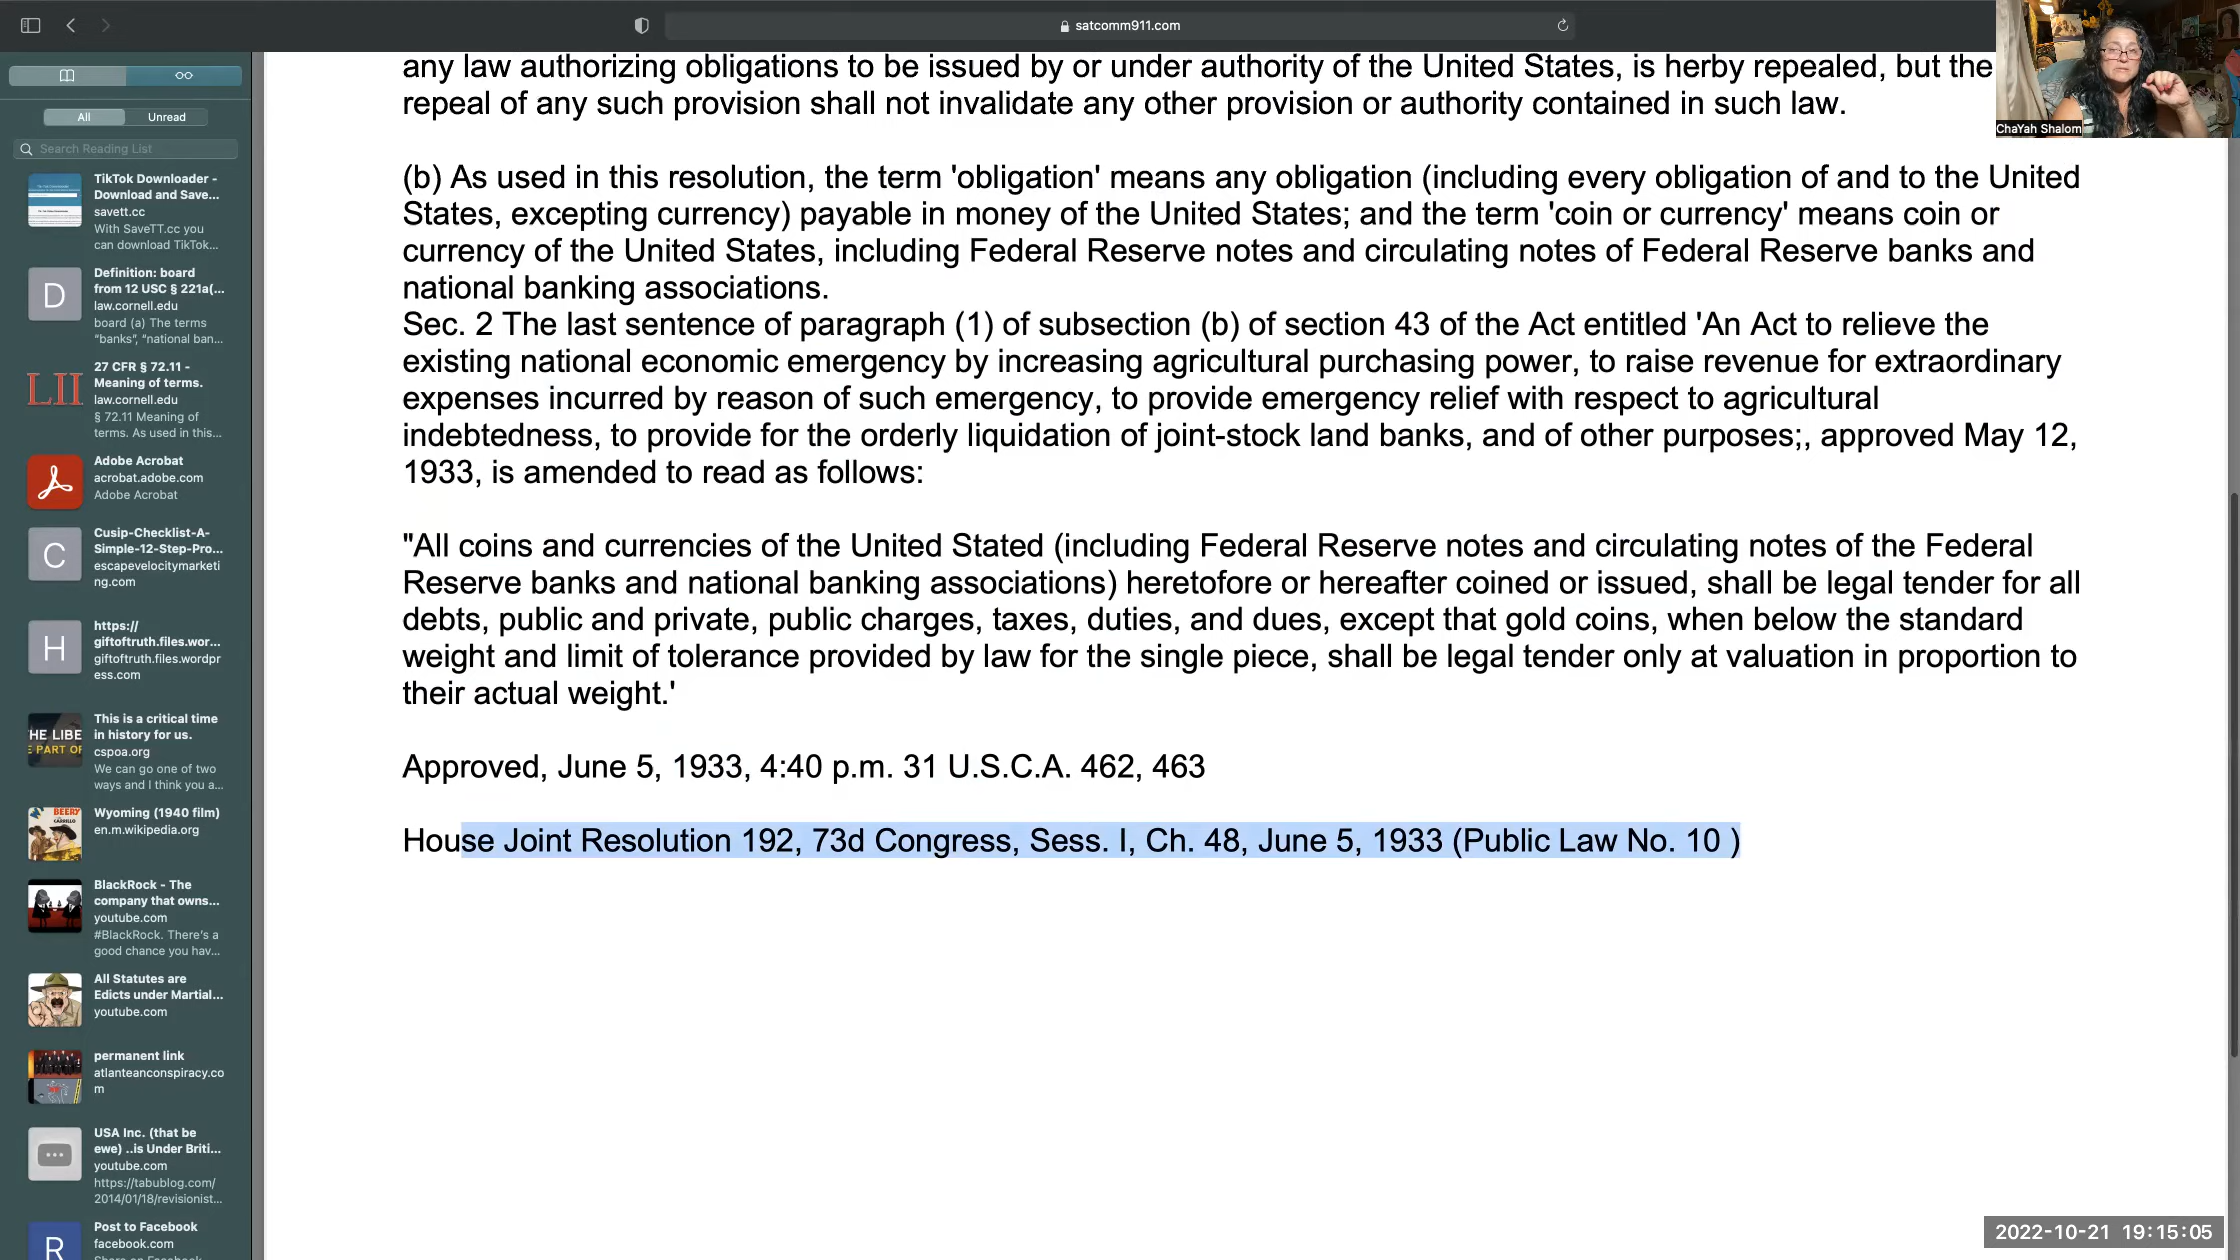 satcomm911.com
any law authorizing obligations to be issued by or under authority of the United States, is herby repealed, but the
repeal of any such provision shall not invalidate any other provision or authority contained in such law.
ChaYah Shalom
(b) As used in this resolution, the term 'obligation' means any obligation (including every obligation of and to the United
States, excepting currency) payable in money of the United States; and the term 'coin or currency' means coin or
currency of the United States, including Federal Reserve notes and circulating notes of Federal Reserve banks and
national banking associations.
Sec. 2 The last sentence of paragraph (1) of subsection (b) of section 43 of the Act entitled 'An Act to relieve the
existing national economic emergency by increasing agricultural purchasing power, to raise revenue for extraordinary
expenses incurred by reason of such emergency, to provide emergency relief with respect to agricultural
indebtedness, to provide for the orderly liquidation of joint-stock land banks, and of other purposes;, approved May 12,
1933, is amended to read as follows:
"All coins and currencies of the United Stated (including Federal Reserve notes and circulating notes of the Federal
Reserve banks and national banking associations) heretofore or hereafter coined or issued, shall be legal tender for all
debts, public and private, public charges, taxes, duties, and dues, except that gold coins, when below the standard
weight and limit of tolerance provided by law for the single piece, shall be legal tender only at valuation in proportion to
their actual weight.'
Approved, June 5, 1933, 4:40 p.m. 31 U.S.C.A. 462, 463
House Joint Resolution 192, 73d Congress, Sess. I, Ch. 48, June 5, 1933 (Public Law No. 10 )
All
Unread
Search Reading List
TikTok Downloader -
Download and Save...
savett.cc
With SaveTT.cc you
can download TikTok...
D
Definition: board
from 12 USC § 221a(...
law.cornell.edu
board (a) The terms
"banks", "national ban...
LII
27 CFR § 72.11 -
Meaning of terms.
law.cornell.edu
§ 72.11 Meaning of
terms. As used in this...
Adobe Acrobat
acrobat.adobe.com
Adobe Acrobat
C
Cusip-Checklist-A-
Simple-12-Step-Pro...
escapevelocitymarketi
ng.com
H
https://
giftoftruth.files.wor...
giftoftruth.files.wordpr
ess.com
HE LIBE
E PART OF
This is a critical time
in history for us.
cspoa.org
We can go one of two
ways and I think you a...
BEERY
CARRILLO
Wyoming (1940 film)
en.m.wikipedia.org
BlackRock - The
company that owns...
youtube.com
#BlackRock. There's a
good chance you hav...
All Statutes are
Edicts under Martial...
youtube.com
permanent link
atlanteanconspiracy.co
m
USA Inc. (that be
ewe) ..is Under Briti...
youtube.com
https://tabublog.com/
2014/01/18/revisionist...
R
Post to Facebook
facebook.com
2022-10-21 19:15:05